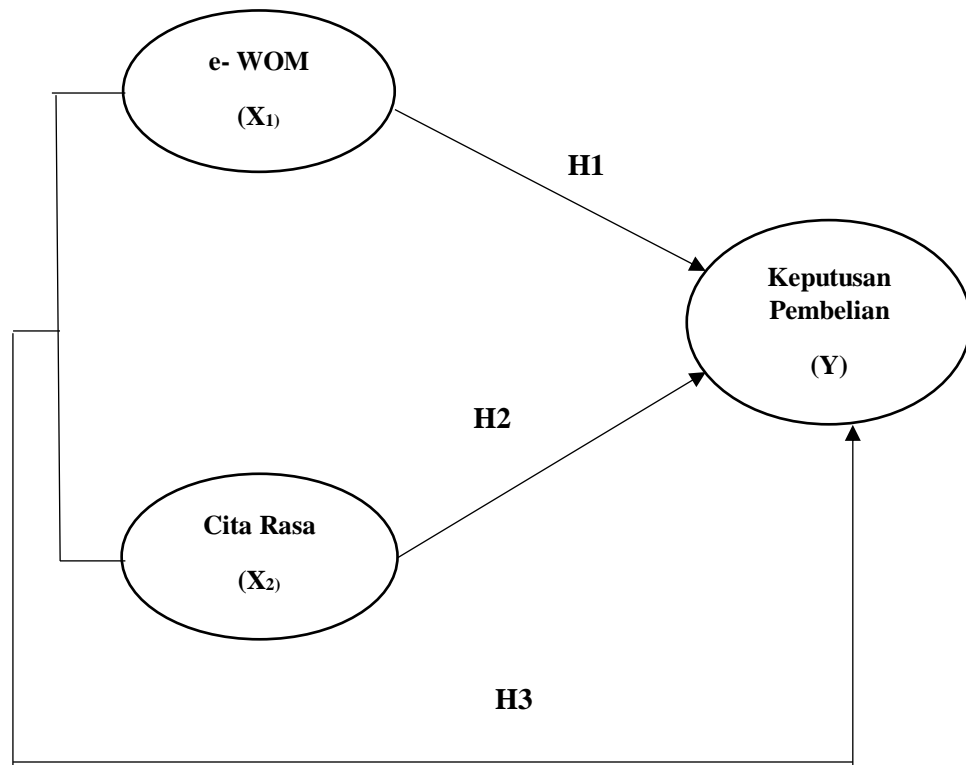 e- WOM
(X1)
H1
Keputusan
Pembelian
(Y)
H2
Cita Rasa
(X2)
H3